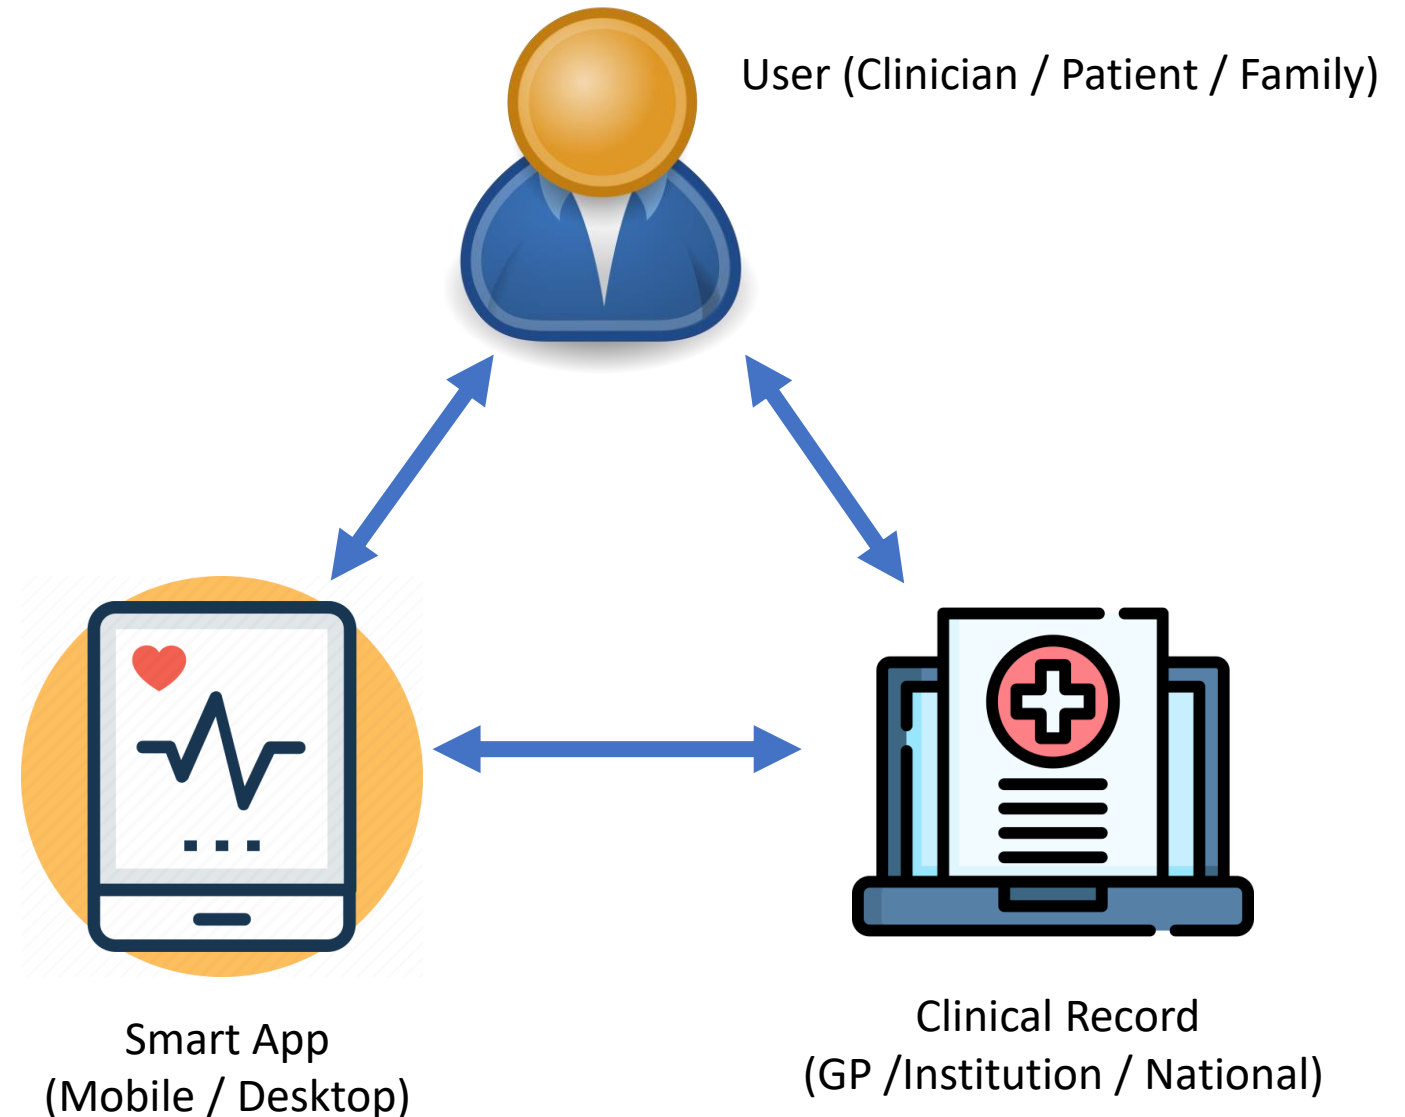 User (Clinician / Patient / Family)
Smart App
(Mobile / Desktop)
Clinical Record
(GP /Institution / National)